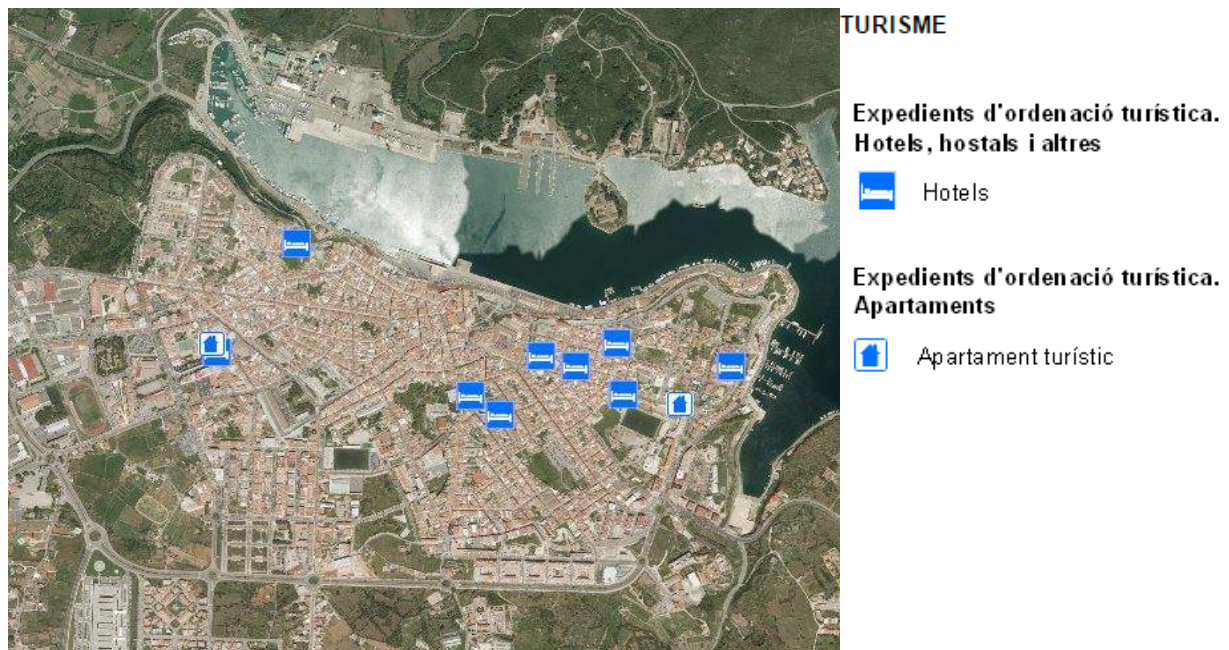 TURISME
Expedients d'ordenació turística.
Hotels, hostals i altres
Hotels
Expedients d'ordenació turística.
Apartaments
Apartament turístic